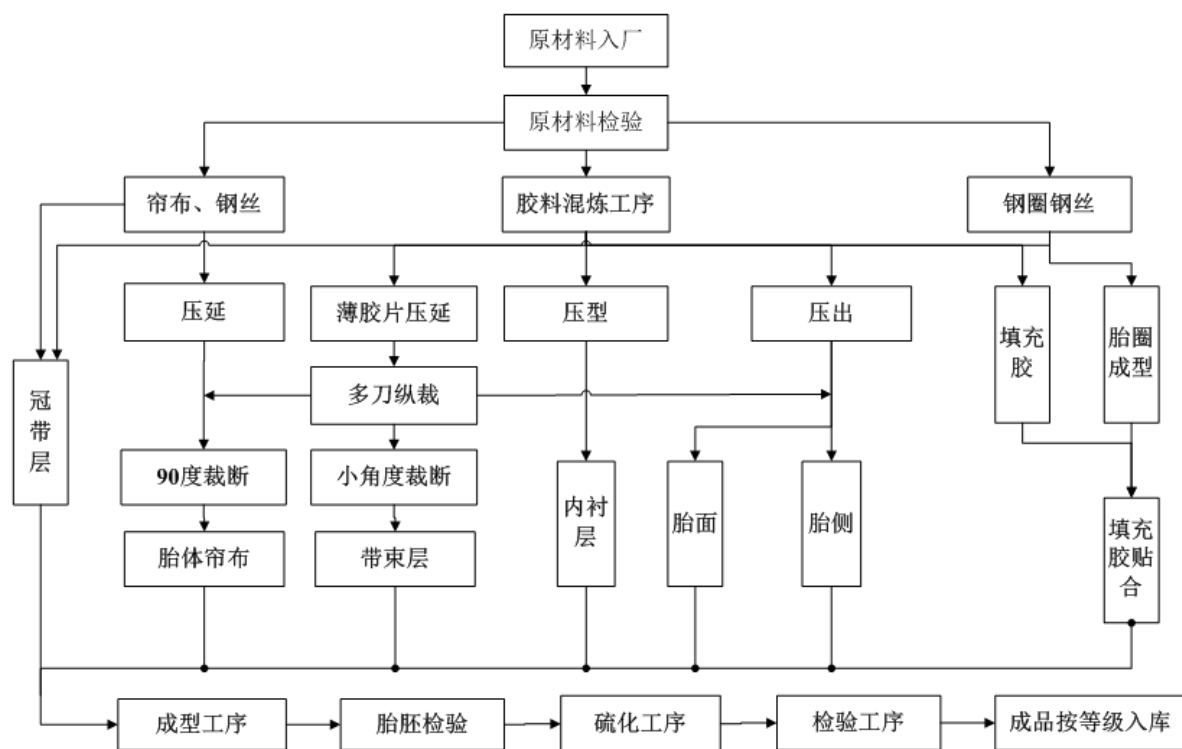 原材料入厂
原材料检验
帘布、钢丝
胶料混炼工序
钢圈钢丝
压延
薄胶片压延
压型
压出
填充
胶
胎圈
成型
冠
带
层
多刀纵裁
90度裁断
小角度裁断
内衬
层
胎面
胎侧
胎体帘布
带束层
填充
胶贴
合
成型工序
胎胚检验
硫化工序
检验工序
成品按等级入库